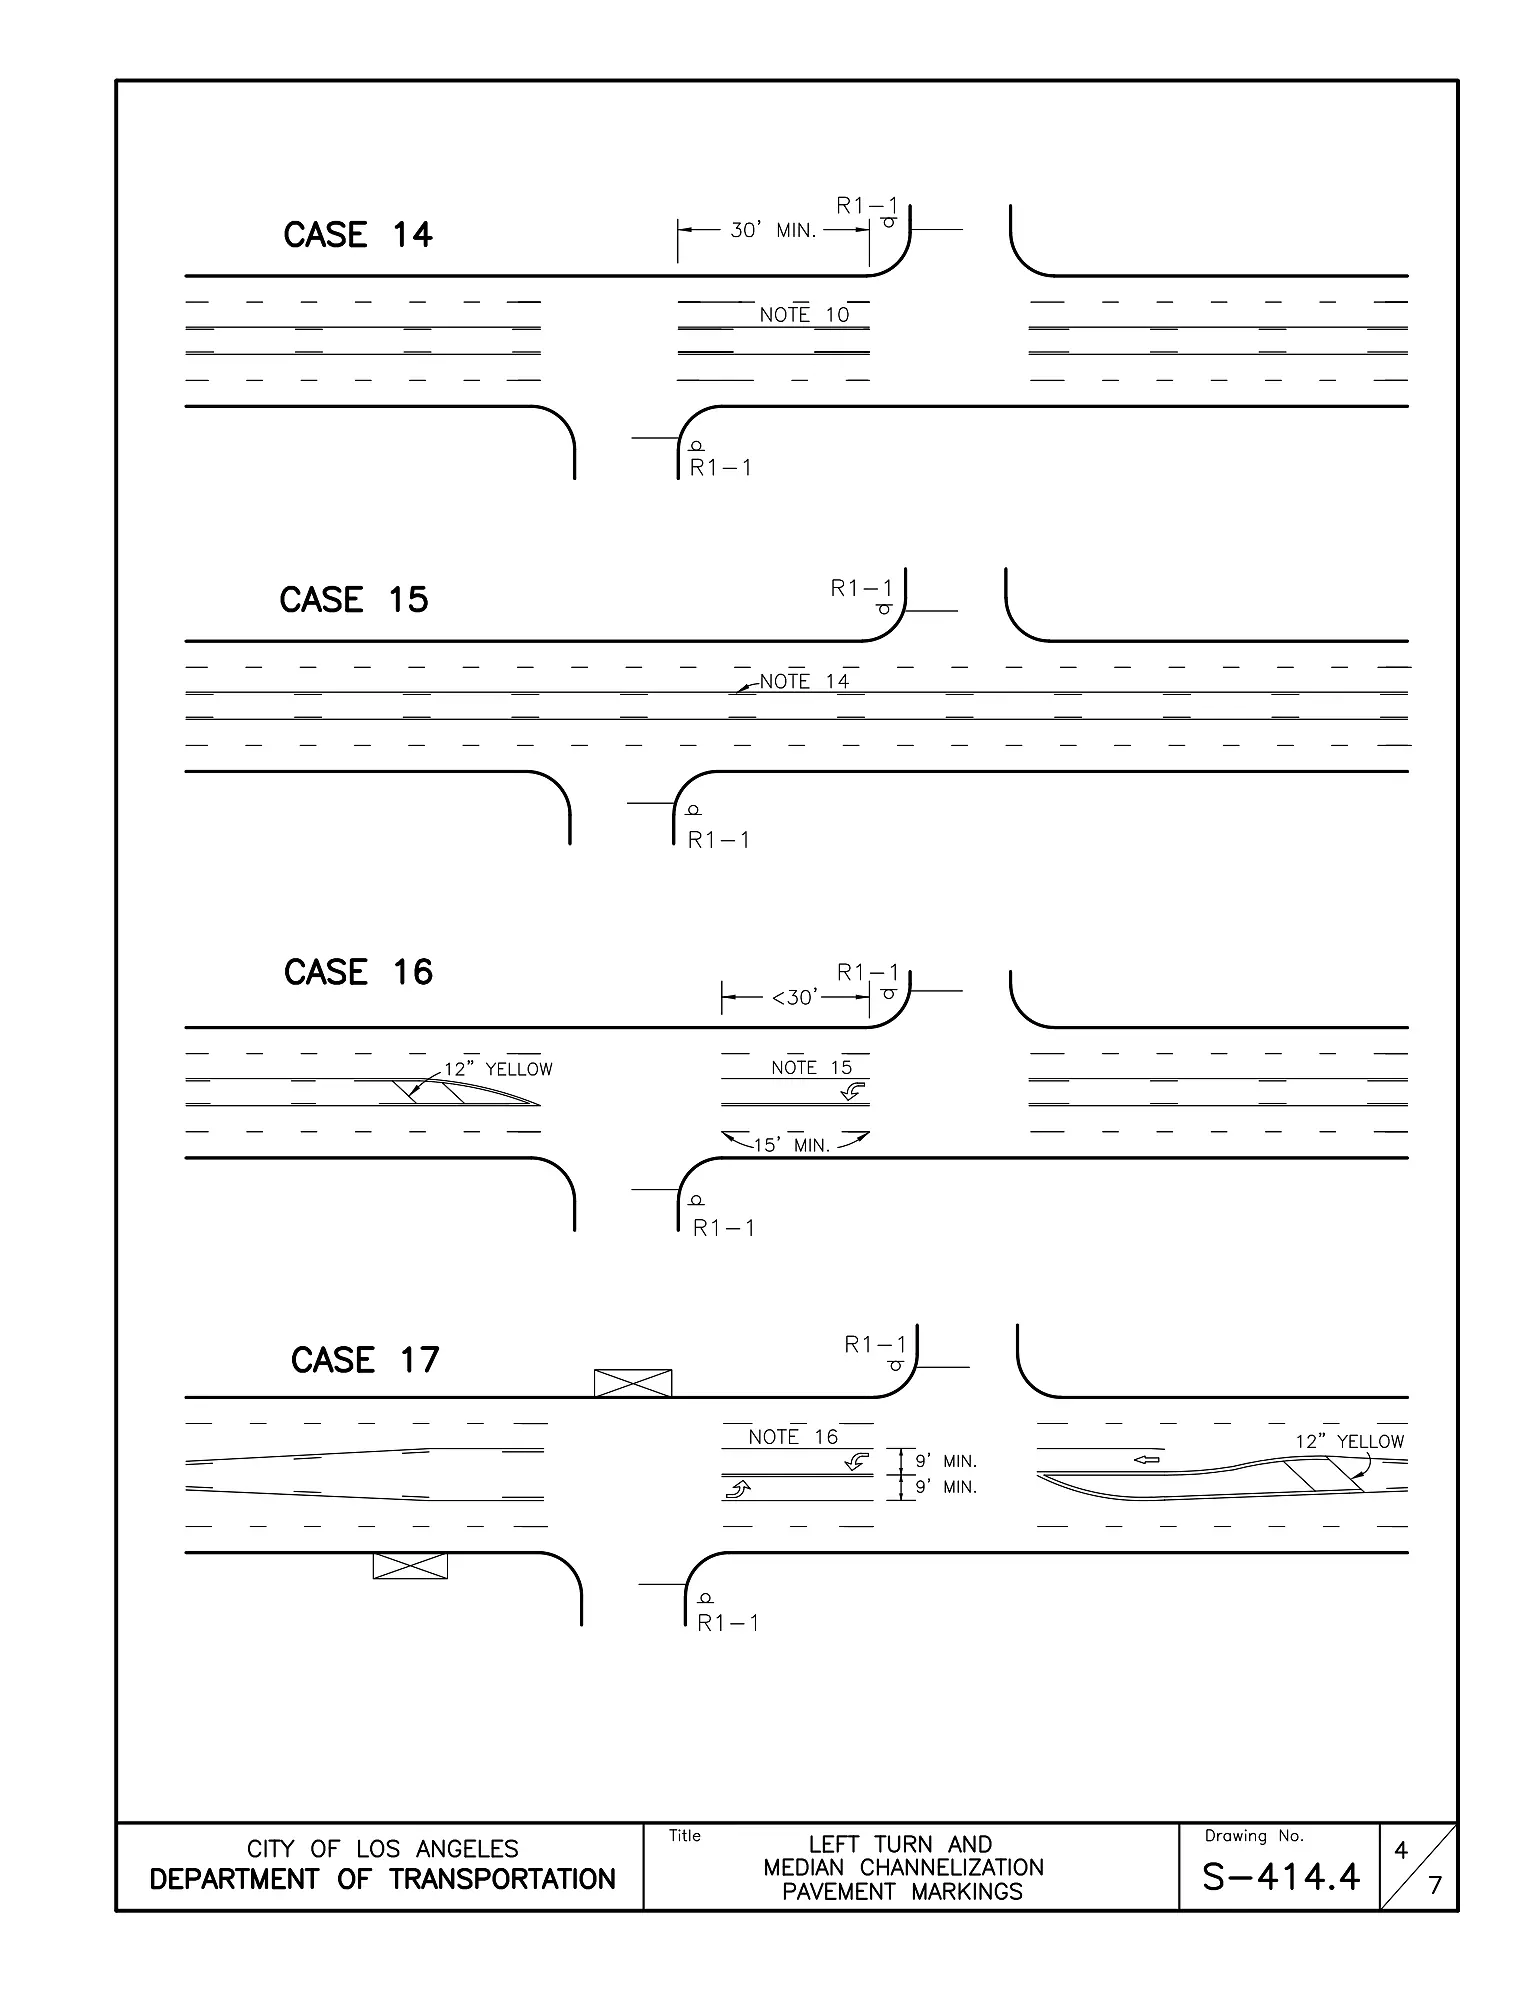 CASE 14
30' MIN.
R1-1
NOTE 10
R1-1
CASE 15
R1-1
NOTE 14
R1-1
CASE 16
<30'
R1-1
12" YELLOW
NOTE 15
15' MIN.
R1-1
CASE 17
R1-1
NOTE 16
9' MIN.
9' MIN.
12" YELLOW
R1-1
CITY OF LOS ANGELES
DEPARTMENT OF TRANSPORTATION
Title
LEFT TURN AND
MEDIAN CHANNELIZATION
PAVEMENT MARKINGS
Drawing No.
S-414.4
4/7